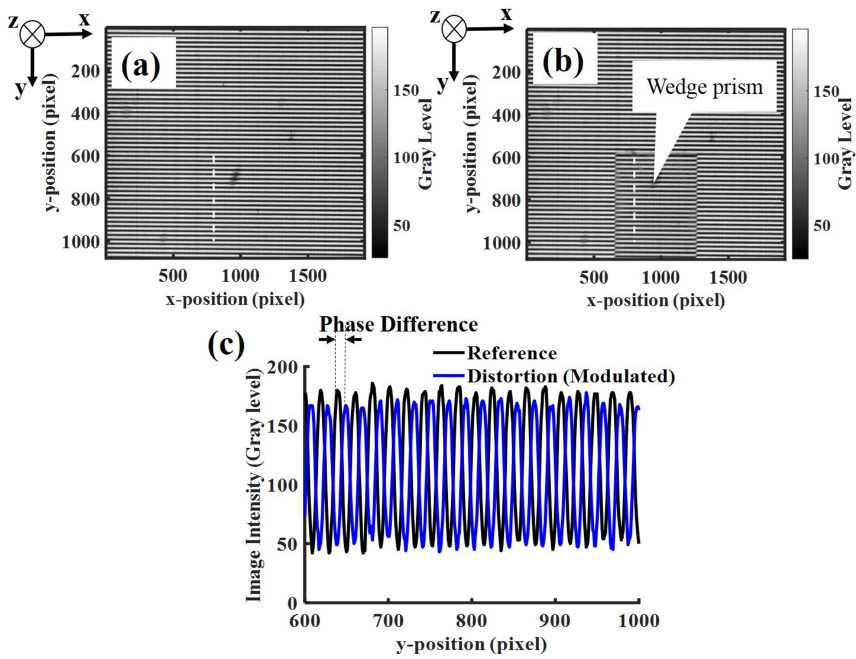 z x
y
(a)
200
400
600
800
1000
y-position (pixel)
500 1000 1500
x-position (pixel)
150
100
50
Gray Level
z x
y
(b)
Wedge prism
200
400
600
800
1000
y-position (pixel)
500 1000 1500
x-position (pixel)
150
100
50
Gray Level
(c)
Phase Difference
Reference
Distortion (Modulated)
200
150
100
50
0
Image Intensity (Gray level)
600 700 800 900 1000
y-position (pixel)